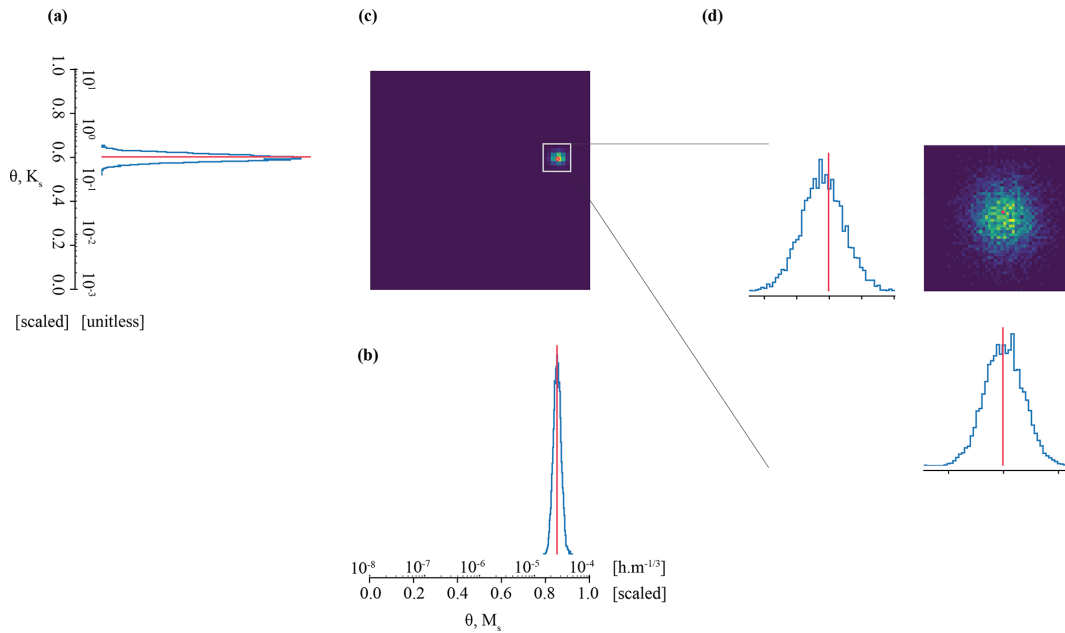 (a)
(c)
(d)
1.0
0.8
0.6
0.4
0.2
0.0
10¹
10⁰
10⁻¹
10⁻²
10⁻³
θ, Kₛ
[scaled] [unitless]
(b)
10⁻⁸ 10⁻⁷ 10⁻⁶ 10⁻⁵ 10⁻⁴ [h.m⁻¹ᐟ³]
0.0 0.2 0.4 0.6 0.8 1.0 [scaled]
θ, Mₛ